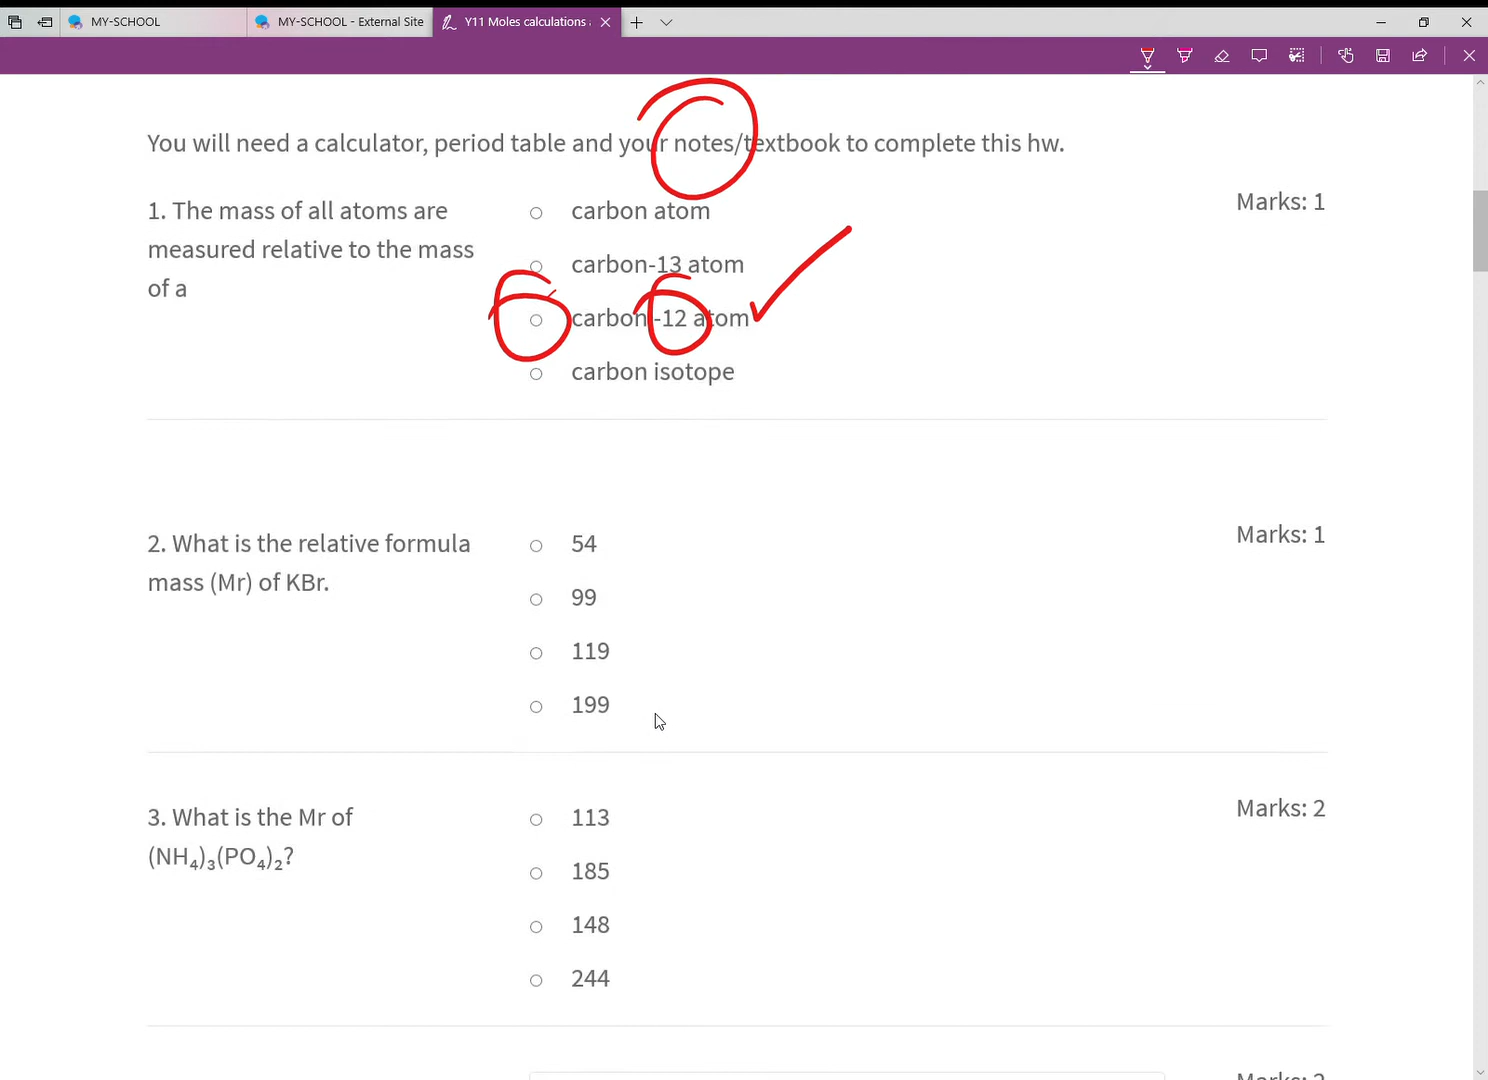 MY-SCHOOL
MY-SCHOOL - External Site
Y11 Moles calculations
You will need a calculator, period table and your notes/textbook to complete this hw.
1. The mass of all atoms are
measured relative to the mass
of a
carbon atom
carbon-13 atom
carbon -12 atom
carbon isotope
Marks: 1
2. What is the relative formula
mass (Mr) of KBr.
54
99
119
199
Marks: 1
3. What is the Mr of
(NH₄)₃(PO₄)₂?
113
185
148
244
Marks: 2